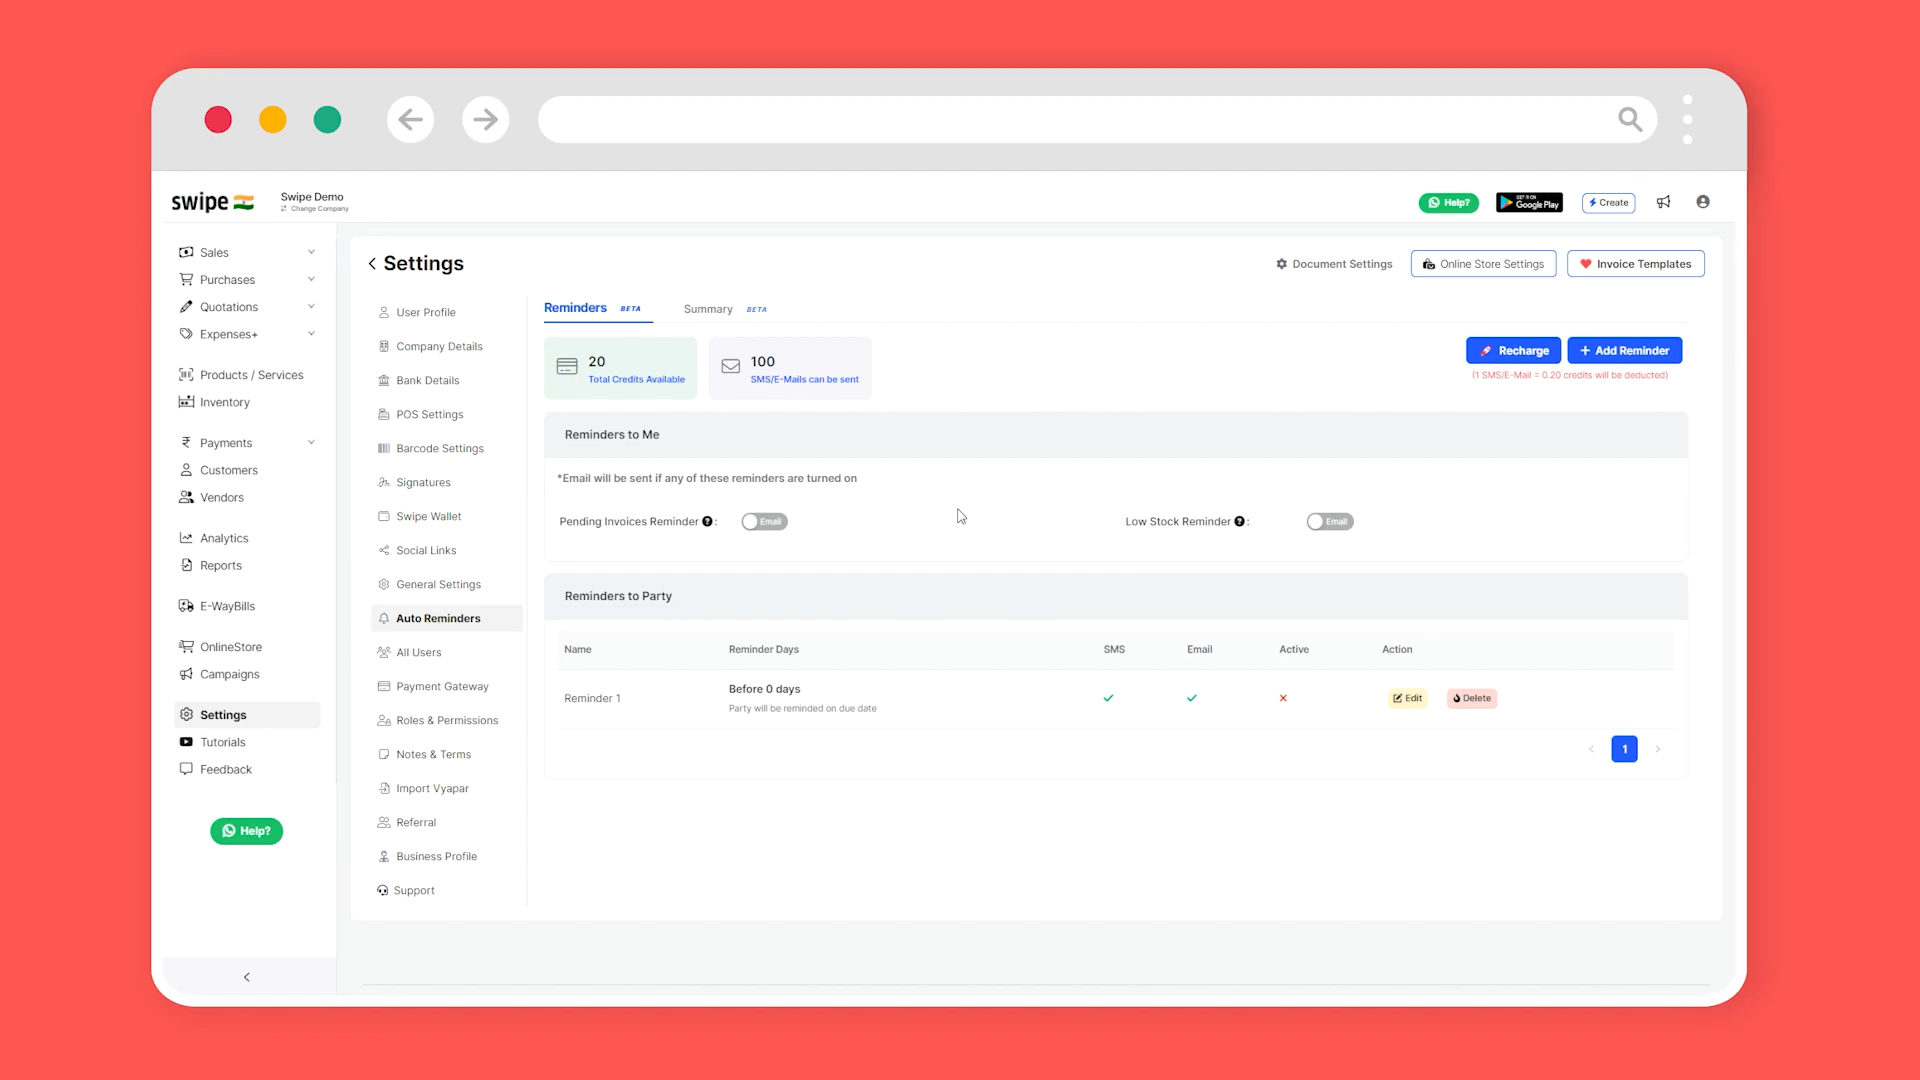 swipe
Swipe Demo
Change Company
Help?
GET IT ON
Google Play
Create
Sales
Purchases
Quotations
Expenses+
Products / Services
Inventory
Payments
Customers
Vendors
Analytics
Reports
E-WayBills
OnlineStore
Campaigns
Settings
Tutorials
Feedback
Help?
Settings
Document Settings
Online Store Settings
Invoice Templates
User Profile
Company Details
Bank Details
POS Settings
Barcode Settings
Signatures
Swipe Wallet
Social Links
General Settings
Auto Reminders
All Users
Payment Gateway
Roles & Permissions
Notes & Terms
Import Vyapar
Referral
Business Profile
Support
Reminders BETA Summary BETA
20
Total Credits Available
100
SMS/E-Mails can be sent
Recharge
+ Add Reminder
(1 SMS/E-Mail = 0.20 credits will be deducted)
Reminders to Me
*Email will be sent if any of these reminders are turned on
Pending Invoices Reminder ? : Email
Low Stock Reminder ? : Email
Reminders to Party
Name Reminder Days SMS Email Active Action
Reminder 1 Before 0 days Edit Delete
Party will be reminded on due date
1